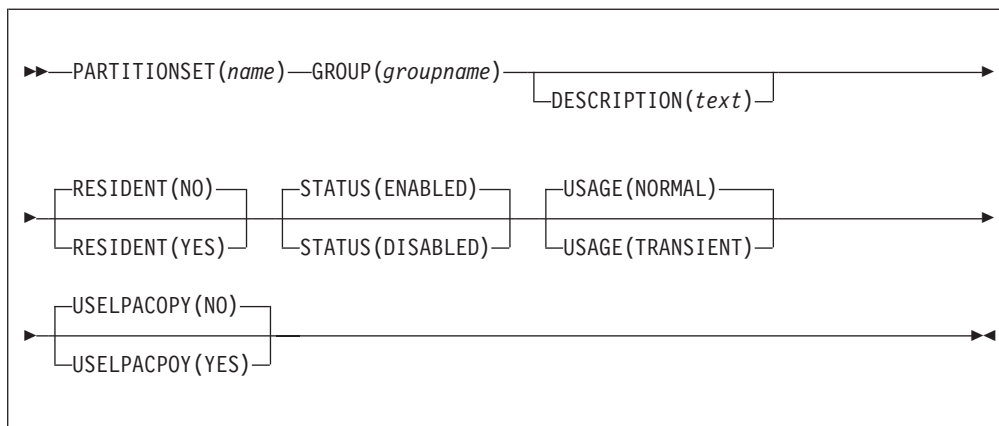 PARTITIONSET(name) GROUP(groupname)
DESCRIPTION(text)
RESIDENT(NO) STATUS(ENABLED) USAGE(NORMAL)
RESIDENT(YES) STATUS(DISABLED) USAGE(TRANSIENT)
USELPACOPY(NO)
USELPACPOY(YES)